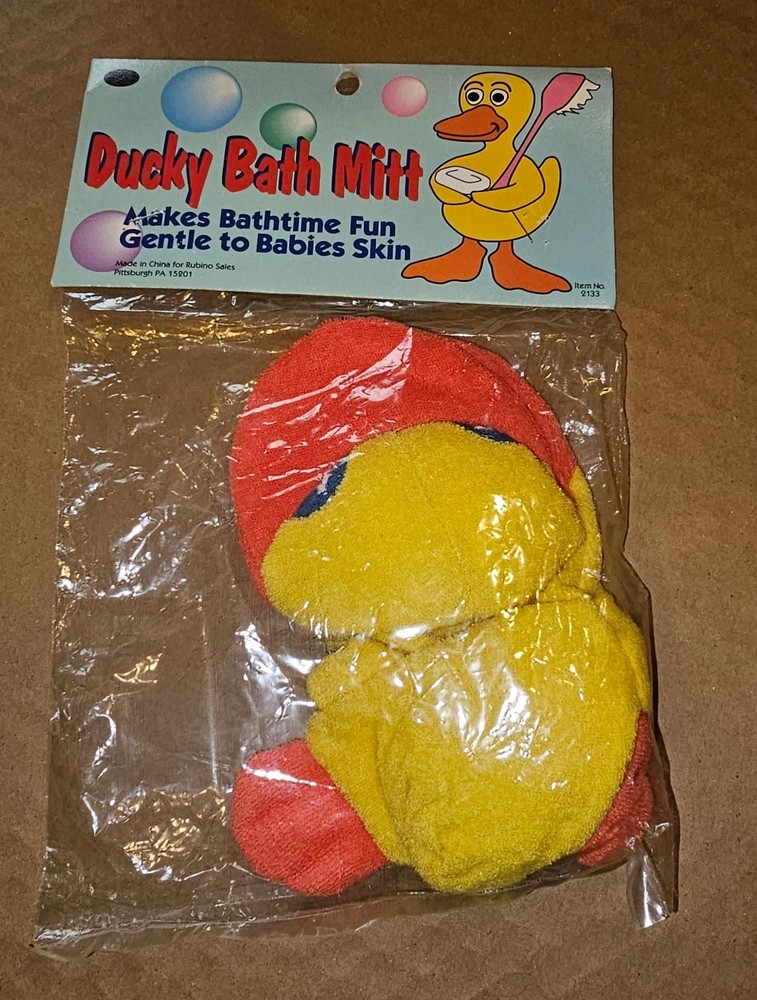 Ducky Bath Mitt
Makes Bathtime Fun
Gentle to Babies Skin
Made in China for Rubino Sales
Pittsburgh PA 15201
Item No.
2133